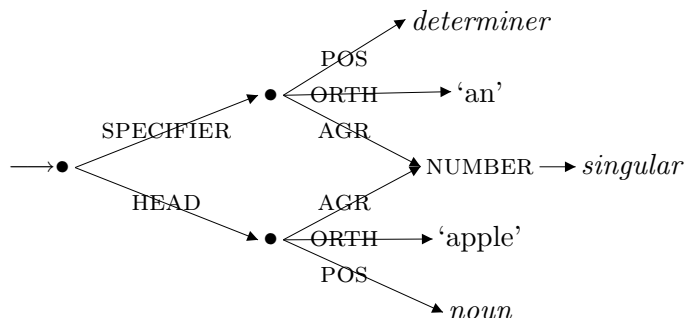 determiner
POS
ORTH ‘an’
SPECIFIER AGR
NUMBER singular
HEAD AGR
ORTH ‘apple’
POS
noun